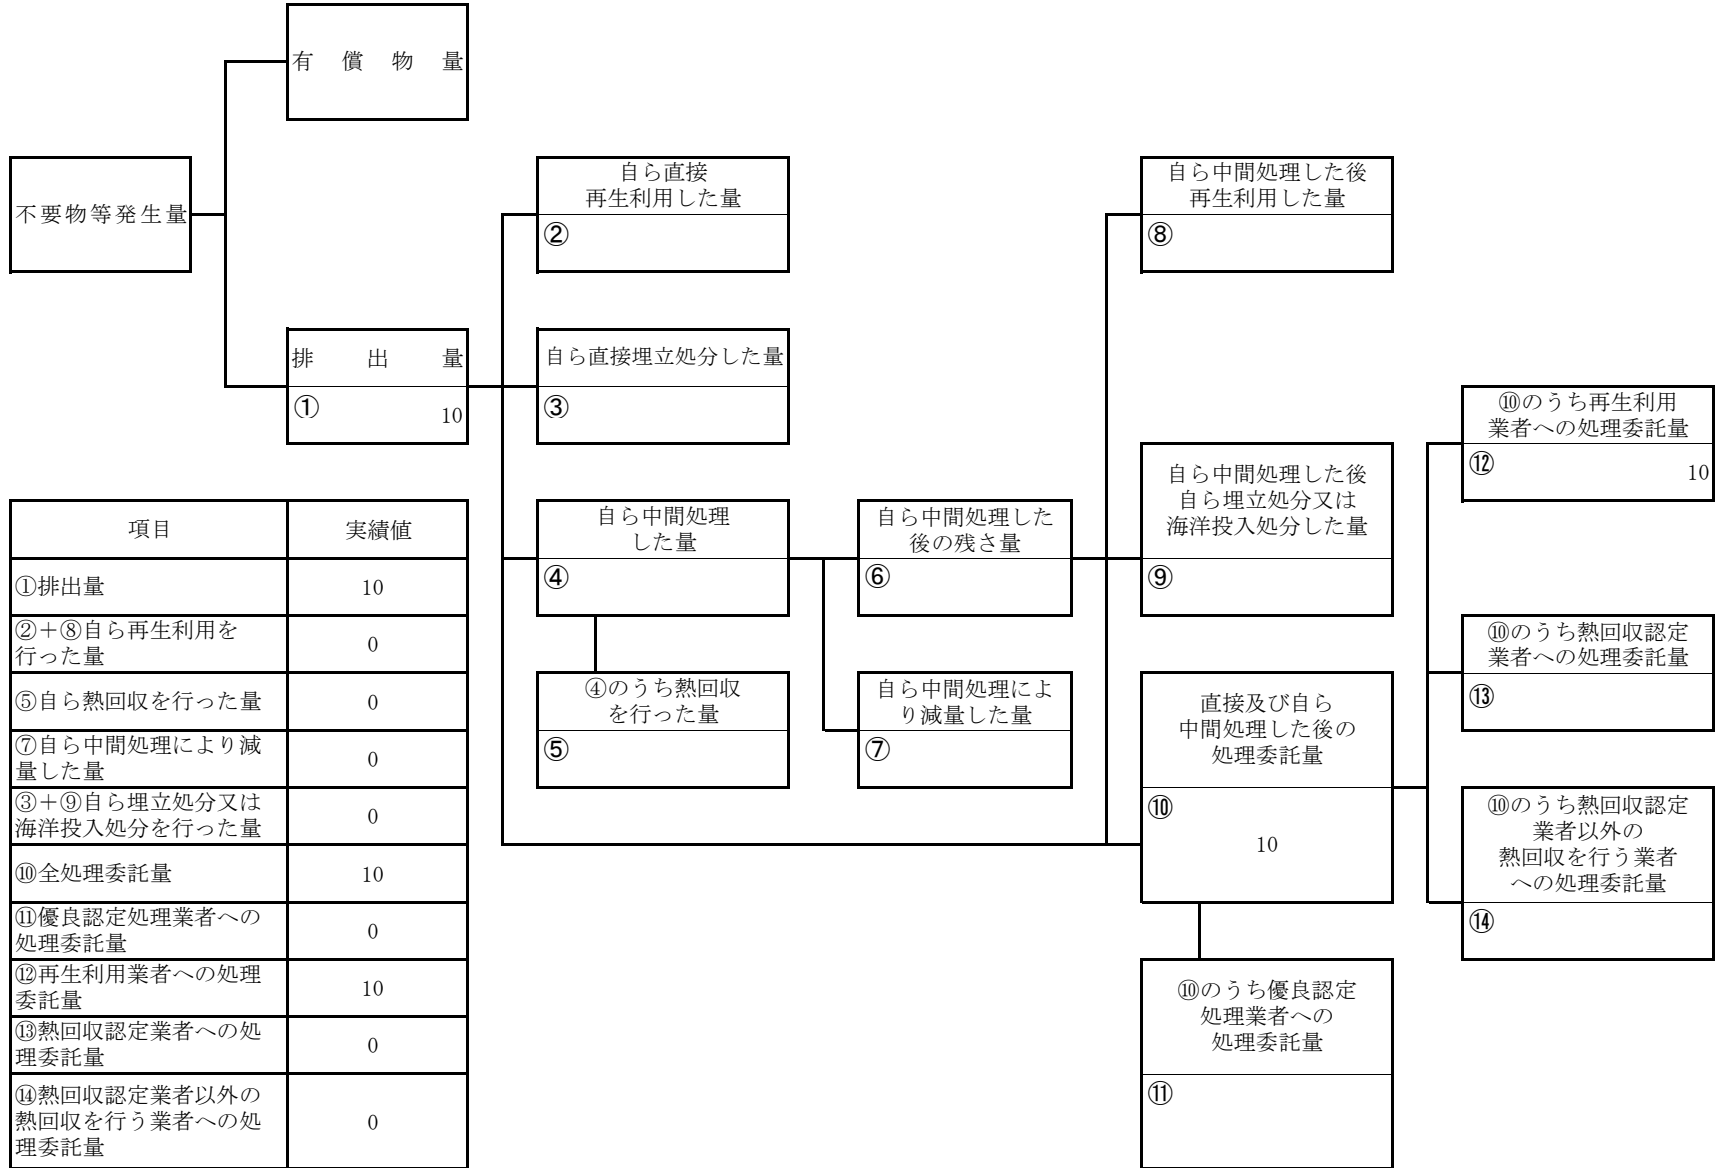 有償物量
不要物等発生量
排出量
①
10
自ら直接
再生利用した量
②
自ら直接埋立処分した量
③
自ら中間処理
した量
④
④のうち熱回収
を行った量
⑤
自ら中間処理した
後の残さ量
⑥
自ら中間処理によ
り減量した量
⑦
自ら中間処理した後
再生利用した量
⑧
自ら中間処理した後
自ら埋立処分又は
海洋投入処分した量
⑨
直接及び自ら
中間処理した後の
処理委託量
⑩
10
⑩のうち優良認定
処理業者への
処理委託量
⑪
⑩のうち再生利用
業者への処理委託量
⑫
10
⑩のうち熱回収認定
業者への処理委託量
⑬
⑩のうち熱回収認定
業者以外の
熱回収を行う業者
への処理委託量
⑭
項目 実績値
①排出量 10
②＋⑧自ら再生利用を
行った量
0
⑤自ら熱回収を行った量 0
⑦自ら中間処理により減
量した量
0
③＋⑨自ら埋立処分又は
海洋投入処分を行った量
0
⑩全処理委託量 10
⑪優良認定処理業者への
処理委託量
0
⑫再生利用業者への処理
委託量
10
⑬熱回収認定業者への処
理委託量
0
⑭熱回収認定業者以外の
熱回収を行う業者への処
理委託量
0